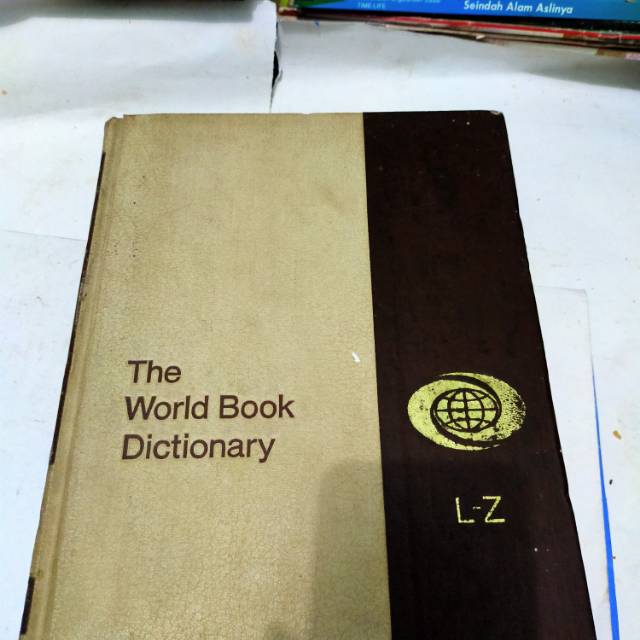 TIME-LIFE
Seindah Alam Aslinya
The
World Book
Dictionary
L-Z